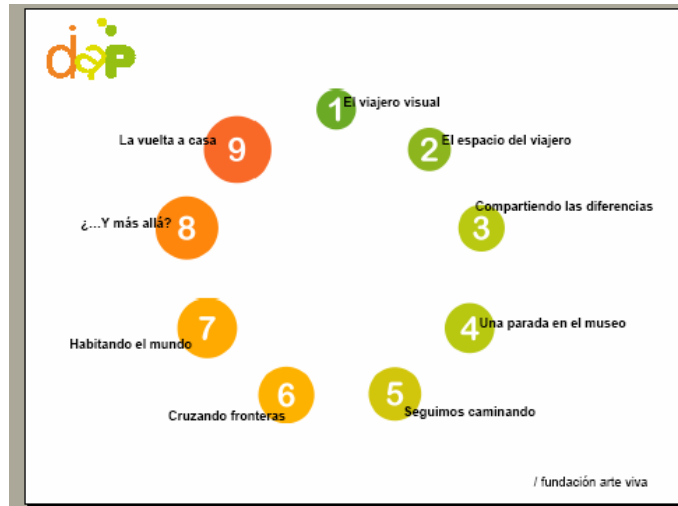 deap
1 El viajero visual
2 El espacio del viajero
3 Compartiendo las diferencias
4 Una parada en el museo
5 Seguimos caminando
6 Cruzando fronteras
7 Habitando el mundo
8 ¿...Y más allá?
9 La vuelta a casa
/ fundación arte viva